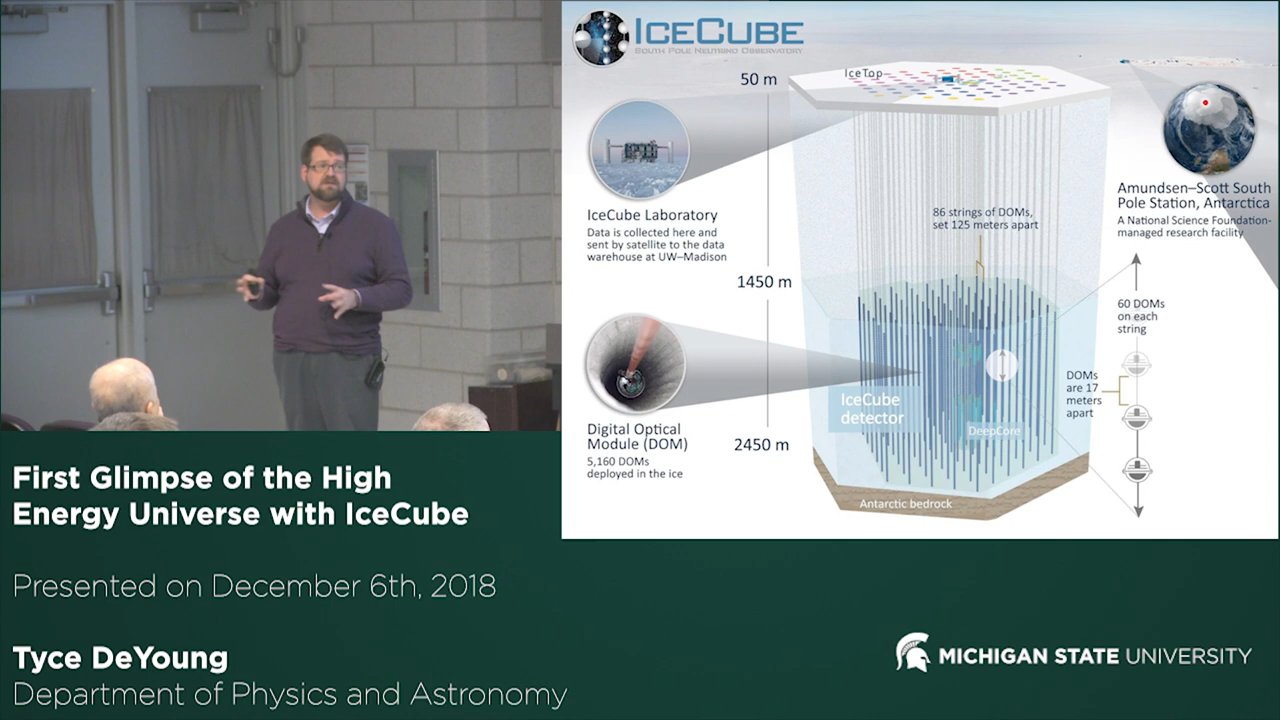 ICECUBE
SOUTH POLE NEUTRINO OBSERVATORY
50 m
IceTop
IceCube Laboratory
Data is collected here and
sent by satellite to the data
warehouse at UW–Madison
86 strings of DOMs,
set 125 meters apart
Amundsen–Scott South
Pole Station, Antarctica
A National Science Foundation-
managed research facility
1450 m
60 DOMs
on each
string
DOMs
are 17
meters
apart
IceCube
detector
DeepCore
Digital Optical
Module (DOM)
5,160 DOMs
deployed in the ice
2450 m
Antarctic bedrock
First Glimpse of the High
Energy Universe with IceCube
Presented on December 6th, 2018
Tyce DeYoung
Department of Physics and Astronomy
MICHIGAN STATE UNIVERSITY